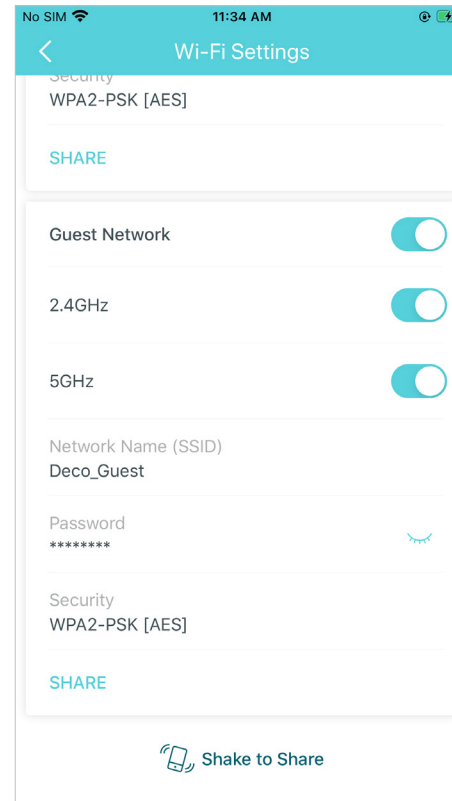 No SIM 11:34 AM
Wi-Fi Settings
Security
WPA2-PSK [AES]
SHARE
Guest Network
2.4GHz
5GHz
Network Name (SSID)
Deco_Guest
Password
********
Security
WPA2-PSK [AES]
SHARE
Shake to Share